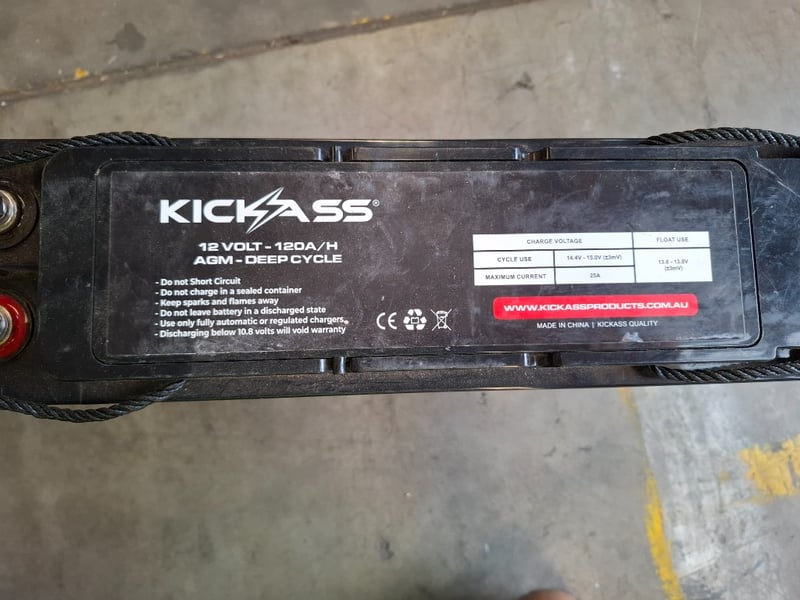 KICKASS®
12 VOLT - 120A/H
AGM - DEEP CYCLE
- Do not Short Circuit
- Do not charge in a sealed container
- Keep sparks and flames away
- Do not leave battery in a discharged state
- Use only fully automatic or regulated chargers.
- Discharging below 10.8 volts will void warranty
CE
CHARGE VOLTAGE FLOAT USE
CYCLE USE 14.4V - 15.0V (±3mV) 13.6 - 13.8V (±3mV)
MAXIMUM CURRENT 25A
WWW.KICKASSPRODUCTS.COM.AU
MADE IN CHINA | KICKASS QUALITY